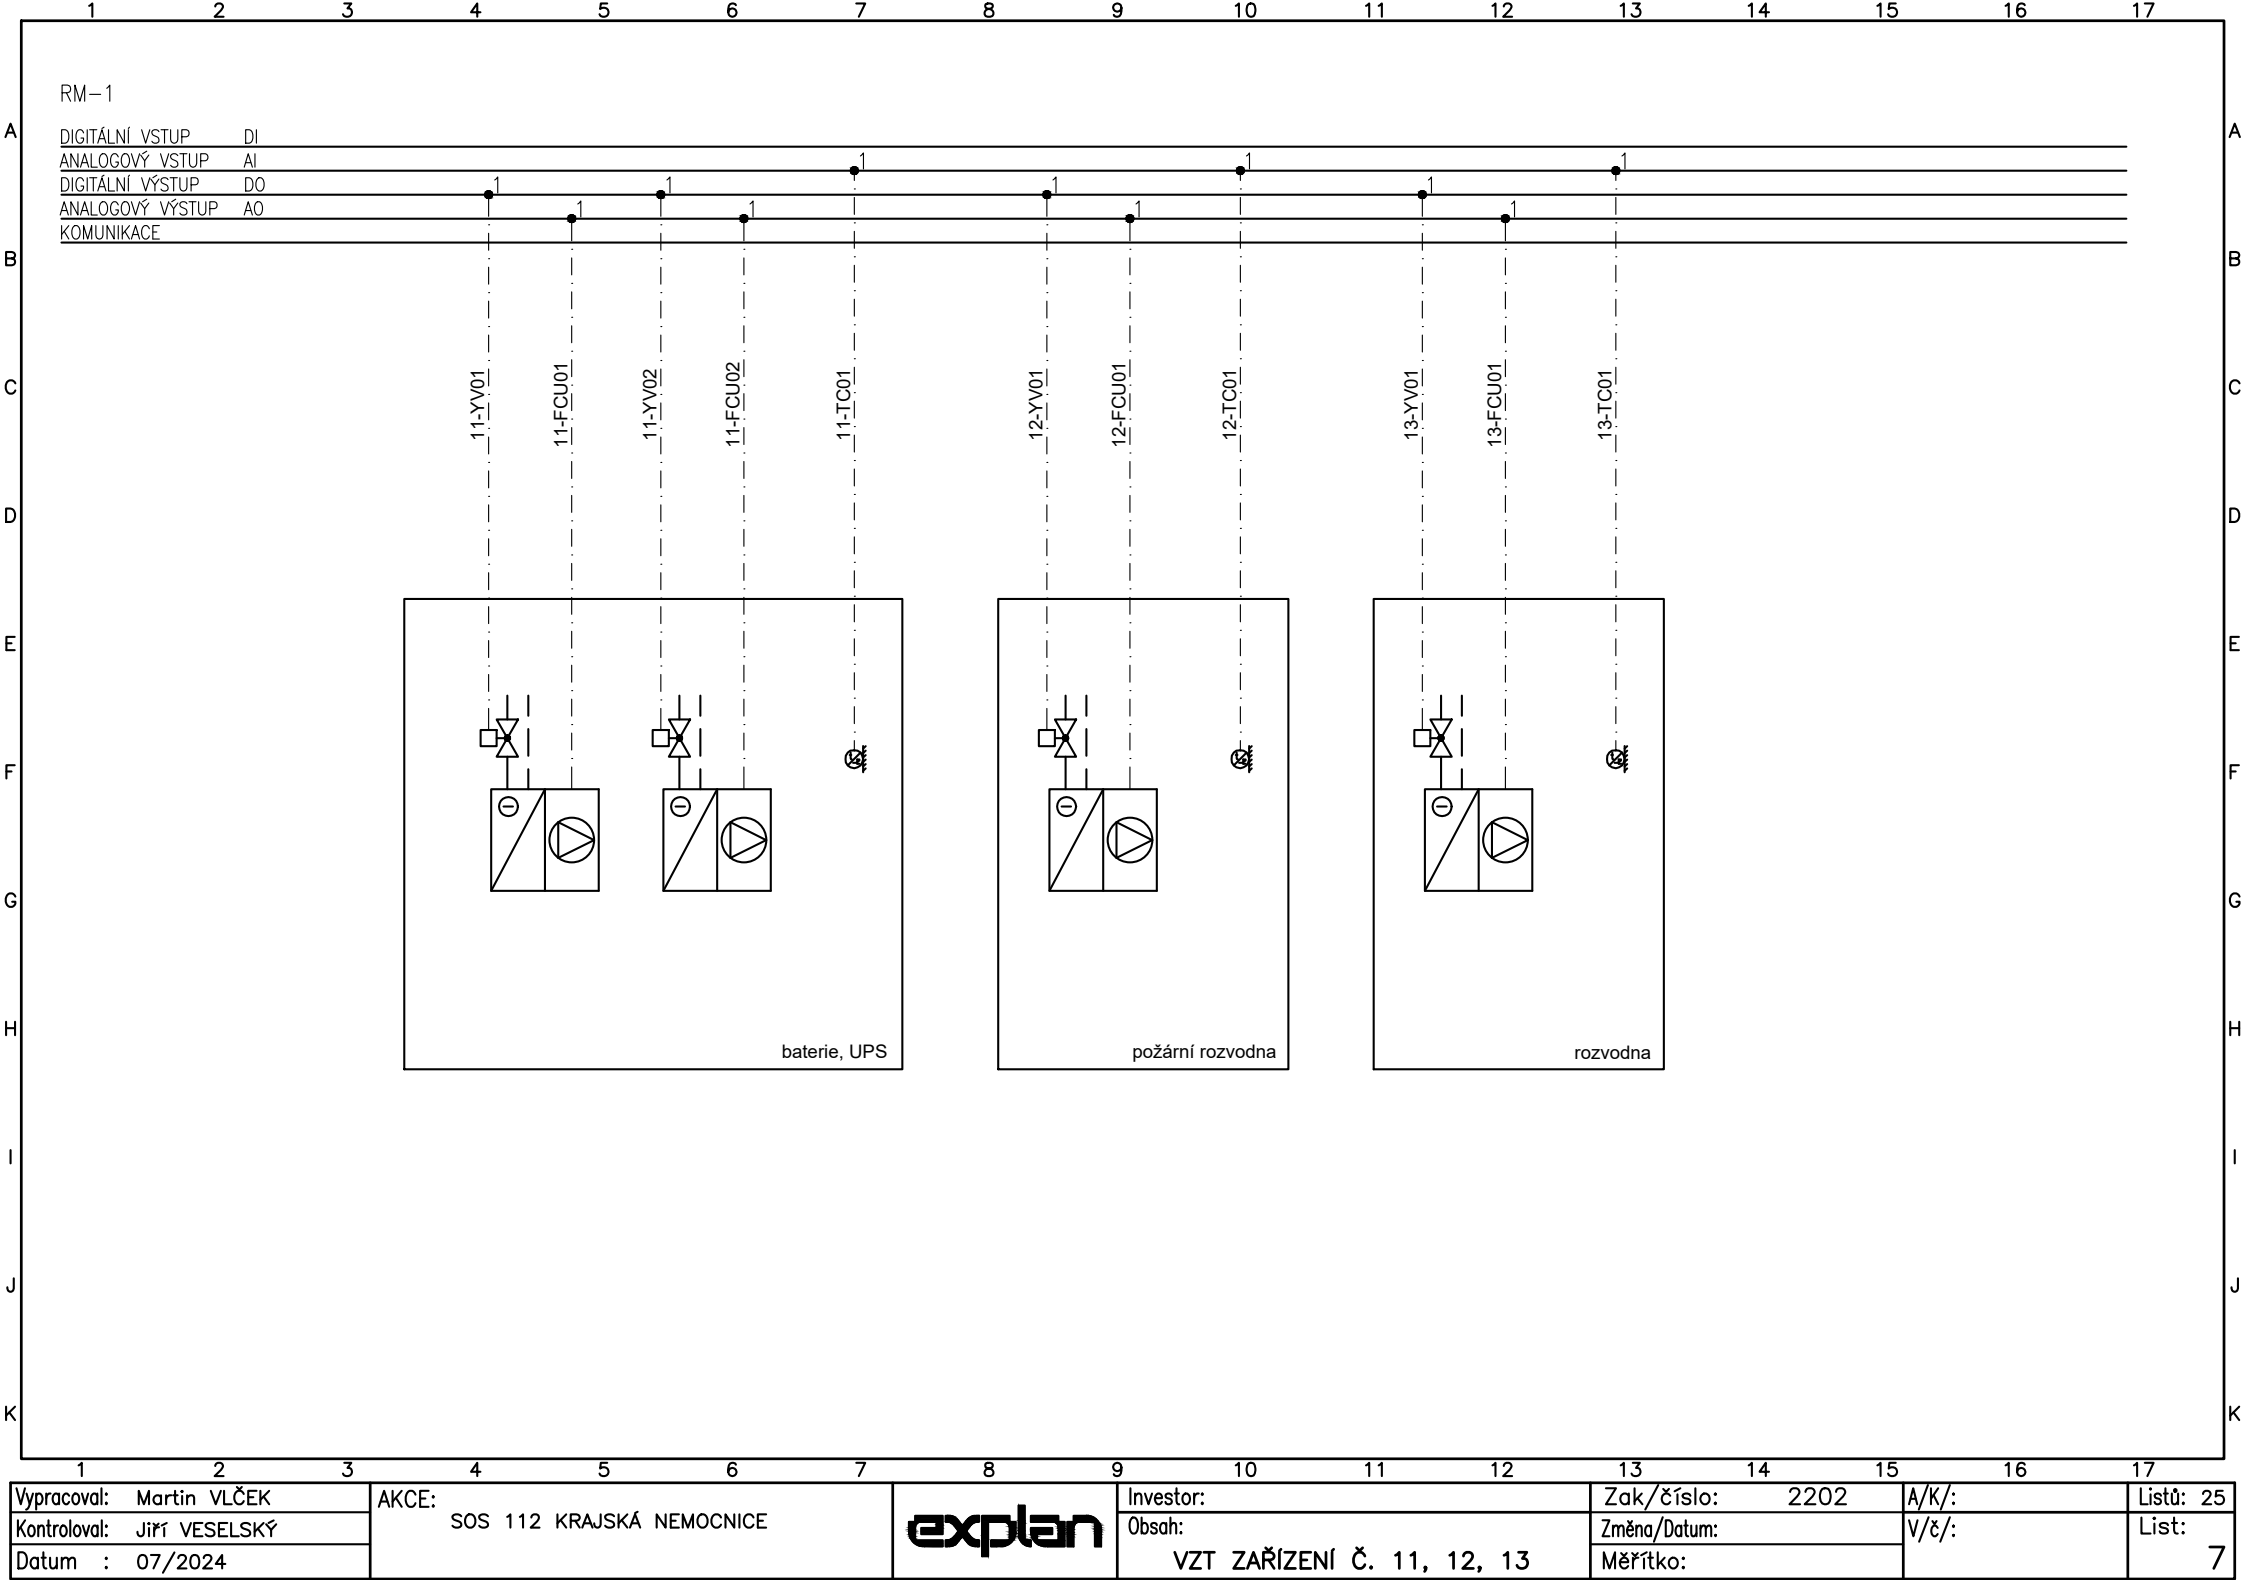 1 2 3 4 5 6 7 8 9 10 11 12 13 14 15 16 17
RM-1
A A
DIGITÁLNÍ VSTUP DI
ANALOGOVÝ VSTUP AI
1 1 1
DIGITÁLNÍ VÝSTUP DO
1 1 1 1
ANALOGOVÝ VÝSTUP AO
1 1 1 1
KOMUNIKACE
B B
11-YV01 11-FCU01 11-YV02 11-FCU02 11-TC01 12-YV01 12-FCU01 12-TC01 13-YV01 13-FCU01 13-TC01
C C
D D
E E
F F
G G
H H
baterie, UPS
požární rozvodna
rozvodna
I I
J J
K K
1 2 3 4 5 6 7 8 9 10 11 12 13 14 15 16 17
Vypracoval: Martin VLČEK
Kontroloval: Jiří VESELSKÝ
Datum : 07/2024
AKCE:
SOS 112 KRAJSKÁ NEMOCNICE
explan
Investor:
Obsah:
VZT ZAŘÍZENÍ Č. 11, 12, 13
Zak/číslo: 2202
Změna/Datum:
Měřítko:
A/K/:
V/č/:
Listů: 25
List:
7